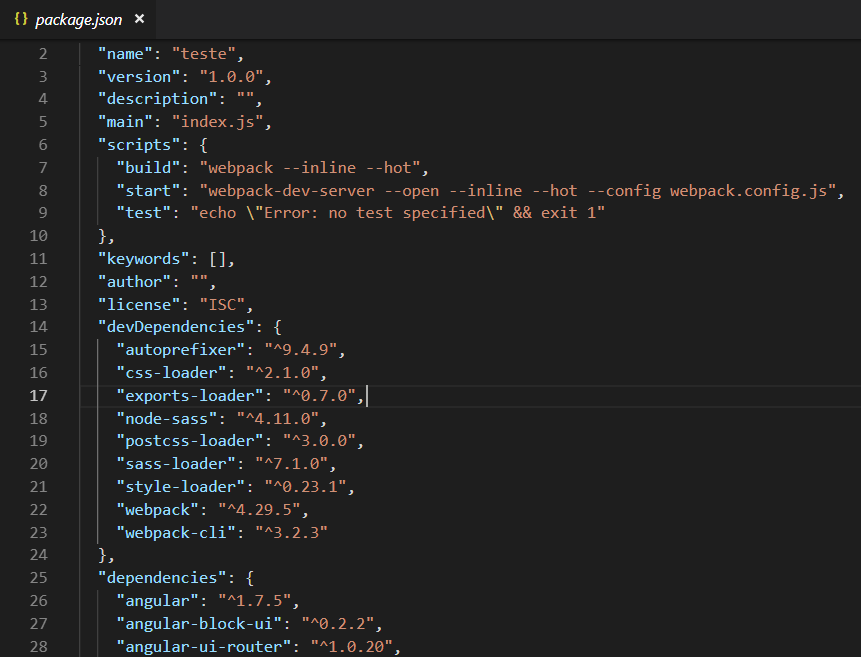 {} package.json ×
2 "name": "teste",
3 "version": "1.0.0",
4 "description": "",
5 "main": "index.js",
6 "scripts": {
7 "build": "webpack --inline --hot",
8 "start": "webpack-dev-server --open --inline --hot --config webpack.config.js",
9 "test": "echo \"Error: no test specified\" && exit 1"
10 },
11 "keywords": [],
12 "author": "",
13 "license": "ISC",
14 "devDependencies": {
15 "autoprefixer": "^9.4.9",
16 "css-loader": "^2.1.0",
17 "exports-loader": "^0.7.0",
18 "node-sass": "^4.11.0",
19 "postcss-loader": "^3.0.0",
20 "sass-loader": "^7.1.0",
21 "style-loader": "^0.23.1",
22 "webpack": "^4.29.5",
23 "webpack-cli": "^3.2.3"
24 },
25 "dependencies": {
26 "angular": "^1.7.5",
27 "angular-block-ui": "^0.2.2",
28 "angular-ui-router": "^1.0.20",